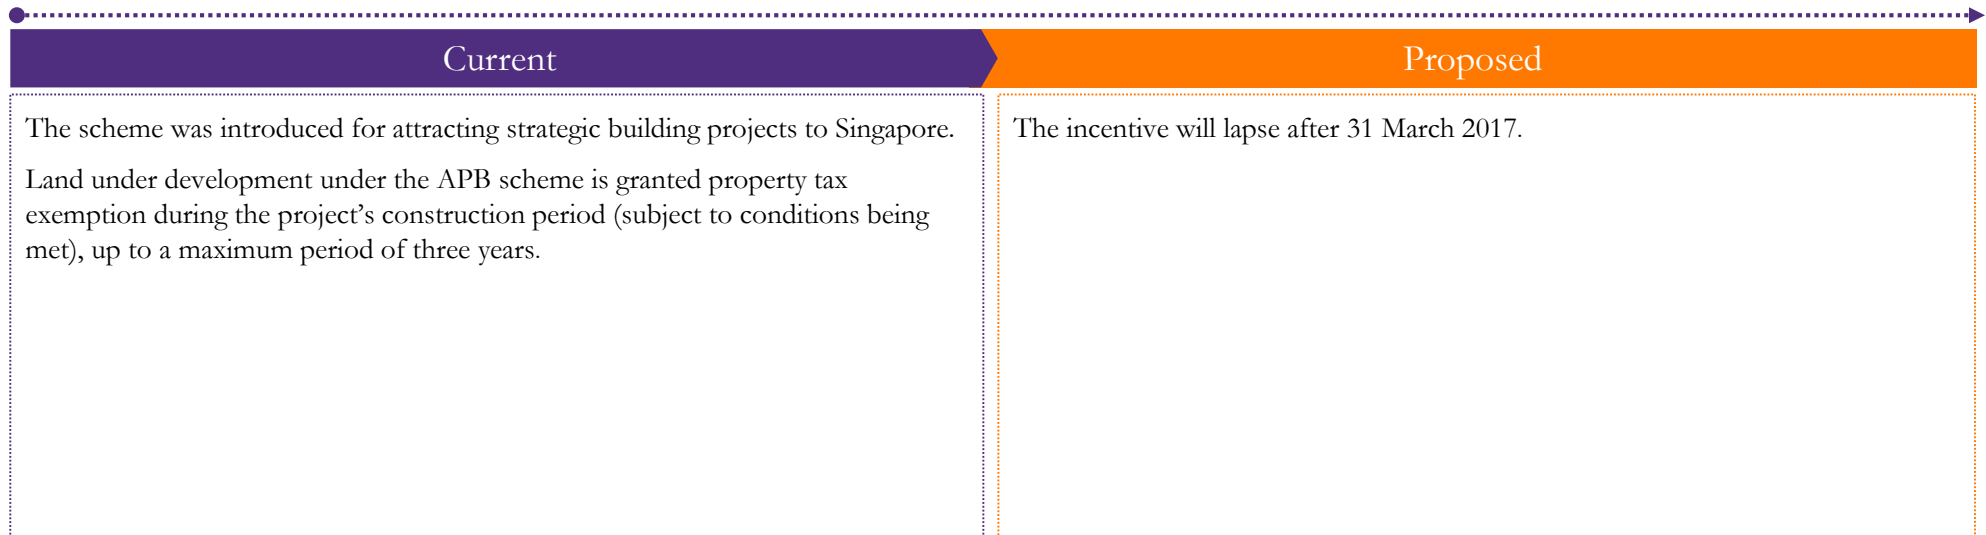 Current
Proposed
The scheme was introduced for attracting strategic building projects to Singapore.
Land under development under the APB scheme is granted property tax
exemption during the project’s construction period (subject to conditions being
met), up to a maximum period of three years.
The incentive will lapse after 31 March 2017.